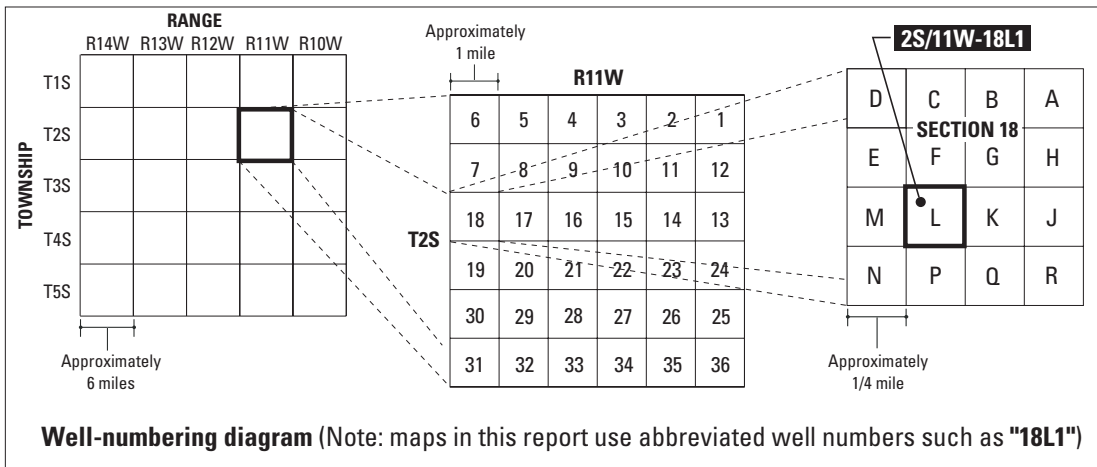 RANGE
R14W R13W R12W R11W R10W
TOWNSHIP
T1S
T2S
T3S
T4S
T5S
Approximately
6 miles
Approximately
1 mile
R11W
T2S
6 5 4 3 2 1
7 8 9 10 11 12
18 17 16 15 14 13
19 20 21 22 23 24
30 29 28 27 26 25
31 32 33 34 35 36
2S/11W-18L1
D C B A
SECTION 18
E F G H
M L K J
N P Q R
Approximately
1/4 mile
Well-numbering diagram (Note: maps in this report use abbreviated well numbers such as "18L1")